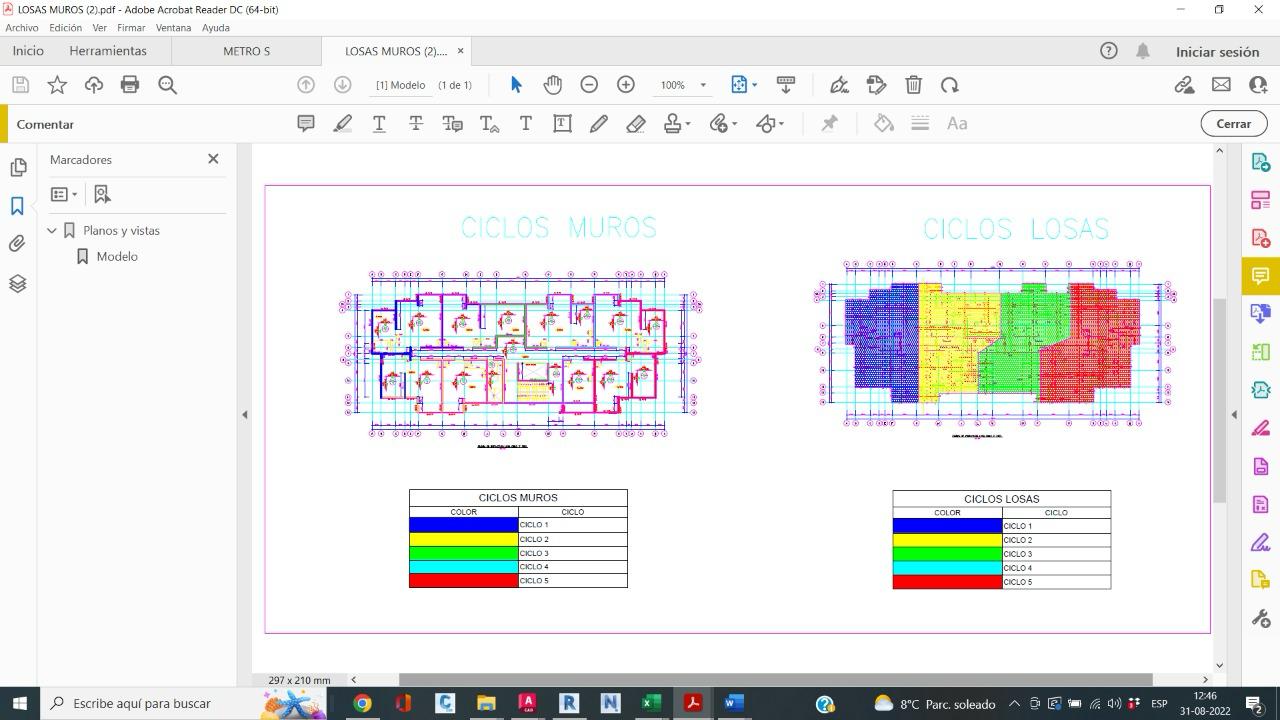 LOSAS MUROS (2).pdf - Adobe Acrobat Reader DC (64-bit)
Archivo Edición Ver Firmar Ventana Ayuda
Inicio Herramientas METRO S LOSAS MUROS (2).... × Iniciar sesión
[1] Modelo (1 de 1) 100%
Comentar Aa Cerrar
Marcadores
Planos y vistas
Modelo
CICLOS MUROS CICLOS LOSAS
CICLOS MUROS
COLOR CICLO
CICLO 1
CICLO 2
CICLO 3
CICLO 4
CICLO 5
CICLOS LOSAS
COLOR CICLO
CICLO 1
CICLO 2
CICLO 3
CICLO 4
CICLO 5
297 x 210 mm
Escribe aquí para buscar 8°C Parc. soleado ESP 12:46
31-08-2022